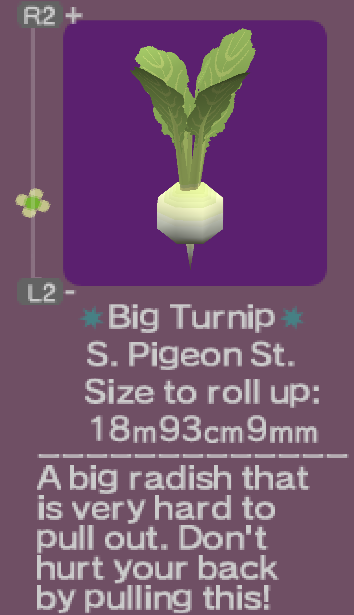 R2 +
L2 -
Big Turnip
S. Pigeon St.
Size to roll up:
18m93cm9mm
A big radish that
is very hard to
pull out. Don't
hurt your back
by pulling this!